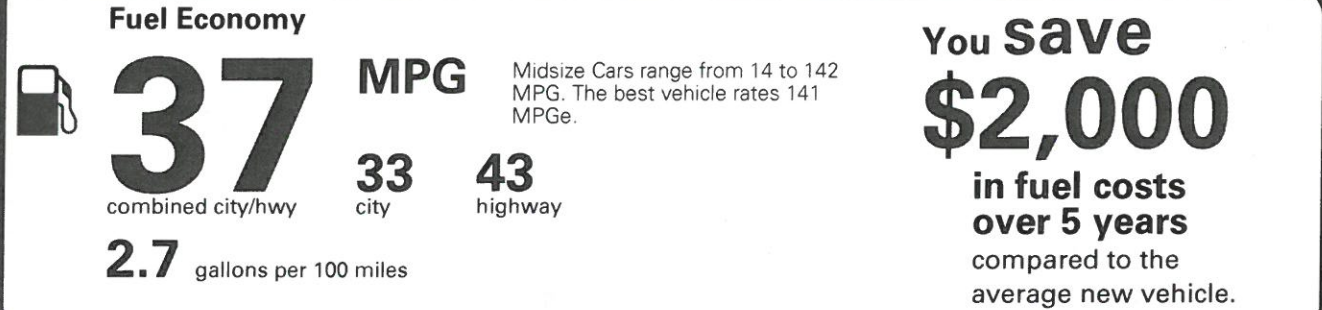 Fuel Economy
37
combined city/hwy
MPG
33
city
43
highway
2.7 gallons per 100 miles
Midsize Cars range from 14 to 142
MPG. The best vehicle rates 141
MPGe.
You save
$2,000
in fuel costs
over 5 years
compared to the
average new vehicle.